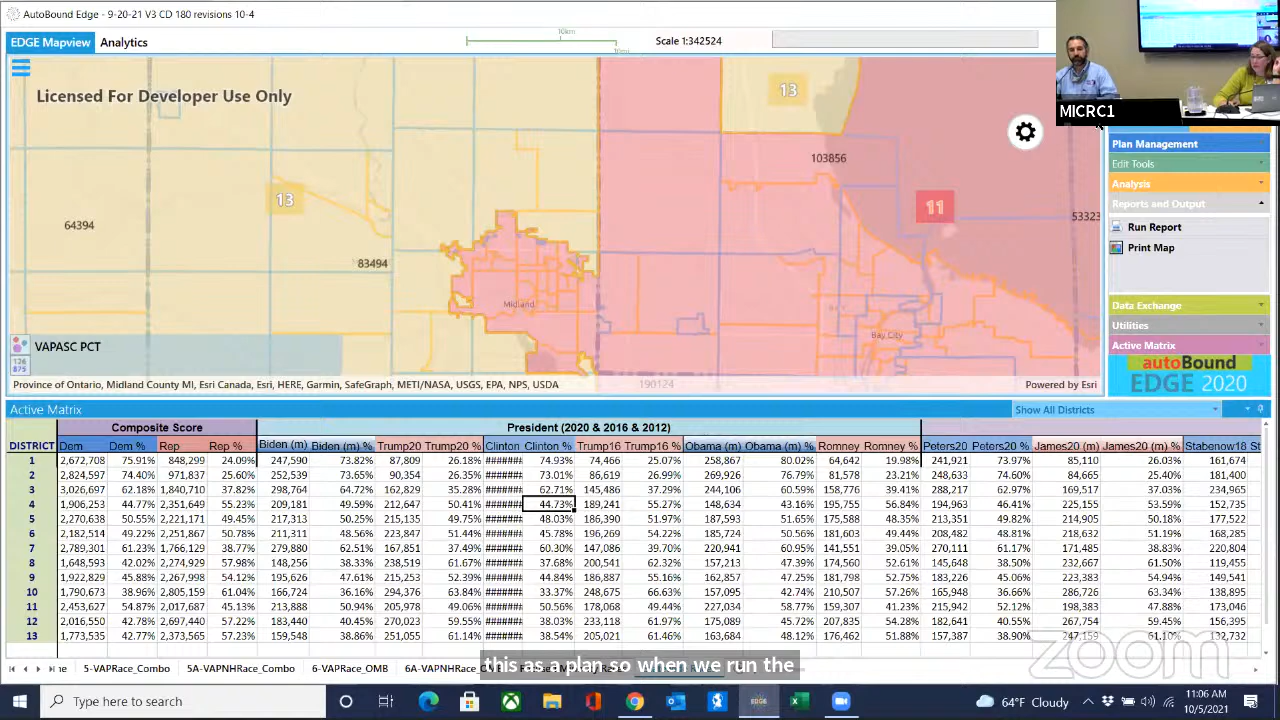 AutoBound Edge - 9-20-21 V3 CD 180 revisions 10-4
EDGE Mapview Analytics
10km
Scale 1:342524
Licensed For Developer Use Only
MICRC1
13
103856
13
11
64394
83494
53323
Midland
Bay City
VAPASC PCT
190124
Province of Ontario, Midland County MI, Esri Canada, Esri, HERE, Garmin, SafeGraph, METI/NASA, USGS, EPA, NPS, USDA
Powered by Esri
Plan Management
Edit Tools
Analysis
Reports and Output
Run Report
Print Map
Data Exchange
Utilities
Active Matrix
autoBound
EDGE 2020
Active Matrix Show All Districts
Composite Score President (2020 & 2016 & 2012)
DISTRICT Dem Dem % Rep Rep % Biden (m) Biden (m) % Trump20 Trump20 % Clinton Clinton % Trump16 Trump16 % Obama (m) Obama (m) % Romney Romney % Peters20 Peters20 % James20 (m) James20 (m) % Stabenow18 St
1 2,672,708 75.91% 848,299 24.09% 247,590 73.82% 87,809 26.18% ####### 74.93% 74,466 25.07% 258,867 80.02% 64,642 19.98% 241,921 73.97% 85,110 26.03% 161,674
2 2,824,597 74.40% 971,837 25.60% 252,539 73.65% 90,354 26.35% ####### 73.01% 86,619 26.99% 269,926 76.79% 81,578 23.21% 248,633 74.60% 84,646 25.40% 161,113
3 3,026,697 62.18% 1,840,710 37.82% 298,764 64.72% 162,829 35.28% ####### 62.71% 145,486 37.29% 244,106 60.59% 158,776 39.41% 288,217 62.97% 169,517 37.03% 234,965
4 1,906,253 44.77% 2,351,649 55.23% 209,181 49.59% 212,647 50.41% ####### 44.73% 189,241 55.27% 148,638 43.16% 195,755 56.84% 194,963 46.41% 225,155 53.59% 152,735
5 2,270,638 50.55% 2,221,171 49.45% 217,313 50.25% 215,135 49.75% ####### 48.03% 186,390 51.97% 187,593 51.65% 175,588 48.35% 213,351 49.82% 214,905 50.18% 177,522
6 2,182,514 49.22% 2,251,867 50.78% 211,311 48.56% 223,847 51.44% ####### 45.78% 196,269 54.22% 185,724 50.56% 181,603 49.44% 208,482 48.81% 218,632 51.19% 168,285
7 2,789,301 61.23% 1,766,129 38.77% 279,880 62.51% 167,851 37.49% ####### 60.30% 147,086 39.70% 220,941 60.95% 141,551 39.05% 270,111 61.17% 171,485 38.83% 220,804
8 1,648,593 42.02% 2,274,929 57.98% 148,256 38.33% 238,519 61.67% ####### 37.68% 200,541 62.32% 157,213 47.39% 174,560 52.61% 145,648 38.50% 232,667 61.50% 119,455
9 1,922,829 45.88% 2,267,998 54.12% 195,626 47.61% 215,253 52.39% ####### 44.84% 186,887 55.16% 162,857 47.25% 181,798 52.75% 183,226 45.06% 223,383 54.94% 149,541
10 1,790,673 38.96% 2,805,159 61.04% 166,724 36.16% 294,376 63.84% ####### 33.37% 248,675 66.63% 157,095 42.74% 210,507 57.26% 165,948 36.66% 286,726 63.34% 138,895
11 2,453,627 54.87% 2,017,687 45.13% 213,888 50.94% 205,978 49.06% ####### 50.56% 178,068 49.44% 227,034 58.77% 159,307 41.23% 215,942 52.12% 198,383 47.88% 173,046
12 2,016,550 42.78% 2,697,440 57.22% 183,440 40.45% 270,023 59.55% ####### 38.03% 233,118 61.97% 175,089 45.72% 207,835 54.28% 182,641 40.55% 267,754 59.45%
13 1,773,535 42.77% 2,373,565 57.23% 159,548 38.86% 251,055 61.14% ####### 38.54% 205,021 61.46% 163,684 48.12% 176,462 51.88% 157,387 38.90% 247,159 61.10% 132,732
zoom
5-VAPRace_Combo 5A-VAPNHRace_Combo 6-VAPRace_OMB
this as a plan so when we run the
Type here to search
EDGE
64°F Cloudy
11:06 AM
10/5/2021